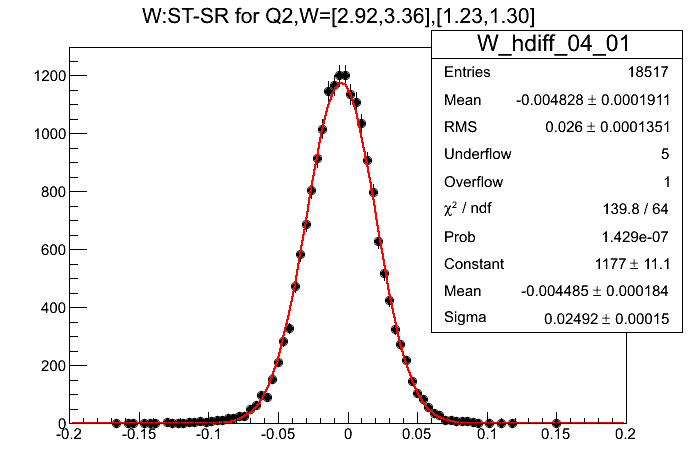 W:ST-SR for Q2,W=[2.92,3.36],[1.23,1.30]
W_hdiff_04_01
Entries 18517
Mean -0.004828 ± 0.0001911
RMS 0.026 ± 0.0001351
Underflow 5
Overflow 1
χ² / ndf 139.8 / 64
Prob 1.429e-07
Constant 1177 ± 11.1
Mean -0.004485 ± 0.000184
Sigma 0.02492 ± 0.00015
1200
1000
800
600
400
200
0
-0.2 -0.15 -0.1 -0.05 0 0.05 0.1 0.15 0.2